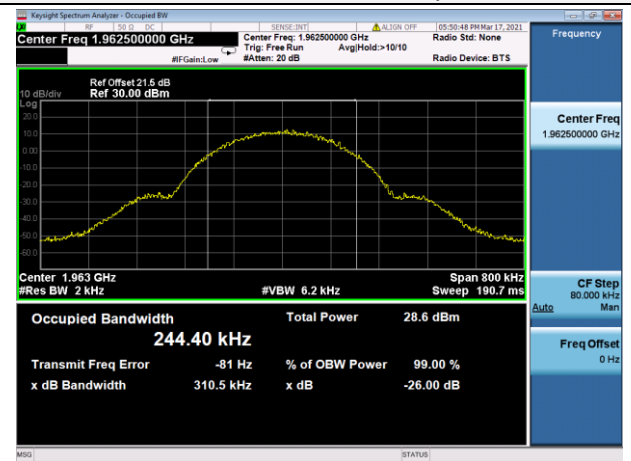 Keysight Spectrum Analyzer - Occupied BW
RF 50 Ω DC SENSE:INT ALIGN OFF 05:50:48 PM Mar 17, 2021
Center Freq 1.962500000 GHz
Center Freq: 1.962500000 GHz Radio Std: None
Trig: Free Run Avg|Hold:>10/10
#IFGain:Low #Atten: 20 dB Radio Device: BTS
Frequency
Ref Offset 21.5 dB
10 dB/div Ref 30.00 dBm
Log
20.0
10.0
0.00
-10.0
-20.0
-30.0
-40.0
-50.0
-60.0
Center Freq
1.962500000 GHz
Center 1.963 GHz Span 800 kHz
#Res BW 2 kHz #VBW 6.2 kHz Sweep 190.7 ms
CF Step
80.000 kHz
Auto Man
Occupied Bandwidth Total Power 28.6 dBm
244.40 kHz
Transmit Freq Error -81 Hz % of OBW Power 99.00 %
x dB Bandwidth 310.5 kHz x dB -26.00 dB
Freq Offset
0 Hz
MSG STATUS